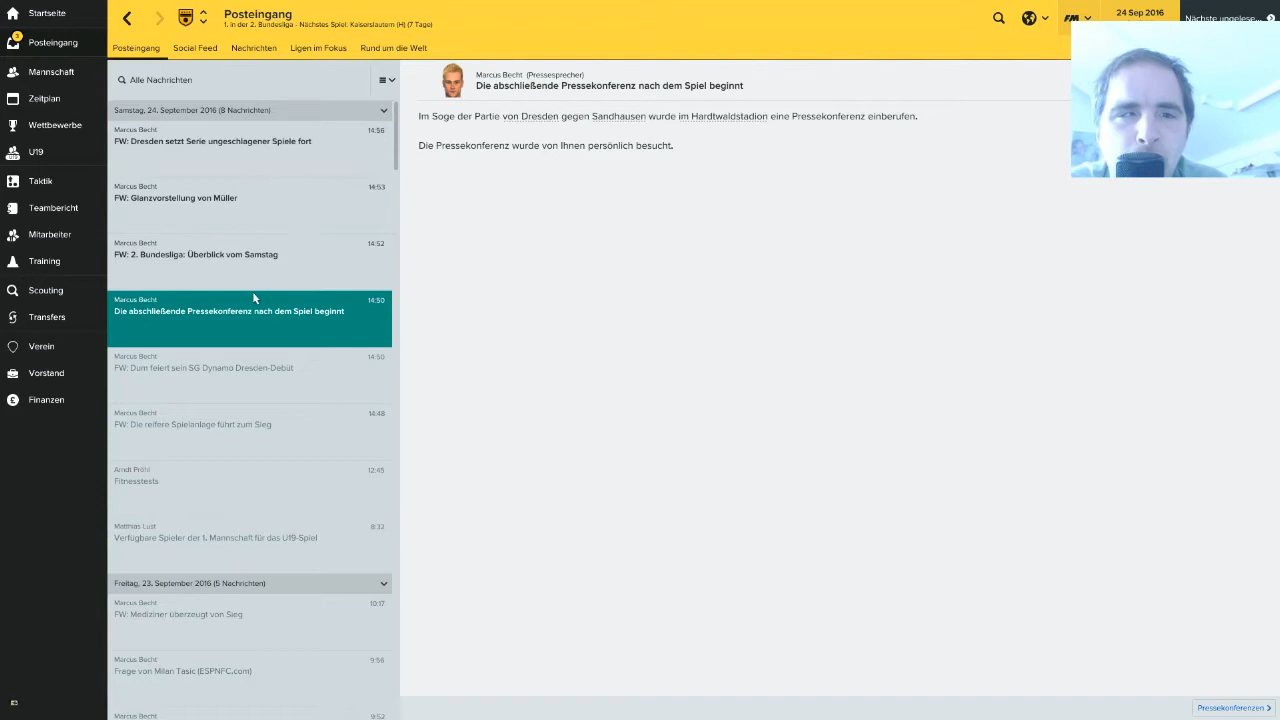 Startseite
3
Posteingang
Mannschaft
Zeitplan
Wettbewerbe
U19
U19
Taktik
Teambericht
Mitarbeiter
Training
Scouting
Transfers
Verein
Vorstand
Finanzen
Posteingang
1. in der 2. Bundesliga - Nächstes Spiel: Kaiserslautern (H) (7 Tage)
FM
24 Sep 2016
Nächste ungelese...
Posteingang Social Feed Nachrichten Ligen im Fokus Rund um die Welt
Alle Nachrichten
Samstag, 24. September 2016 (8 Nachrichten)
Marcus Becht 14:56
FW: Dresden setzt Serie ungeschlagener Spiele fort
Marcus Becht 14:53
FW: Glanzvorstellung von Müller
Marcus Becht 14:52
FW: 2. Bundesliga: Überblick vom Samstag
Marcus Becht 14:50
Die abschließende Pressekonferenz nach dem Spiel beginnt
Marcus Becht 14:50
FW: Dum feiert sein SG Dynamo Dresden-Debüt
Marcus Becht 14:48
FW: Die reifere Spielanlage führt zum Sieg
Arndt Pröhl 12:45
Fitnesstests
Matthias Lust 8:32
Verfügbare Spieler der 1. Mannschaft für das U19-Spiel
Freitag, 23. September 2016 (5 Nachrichten)
Marcus Becht 10:17
FW: Mediziner überzeugt von Sieg
Marcus Becht 9:56
Frage von Milan Tasic (ESPNFC.com)
Marcus Becht 9:52
Marcus Becht (Pressesprecher)
Die abschließende Pressekonferenz nach dem Spiel beginnt
Im Soge der Partie von Dresden gegen Sandhausen wurde im Hardtwaldstadion eine Pressekonferenz einberufen.
Die Pressekonferenz wurde von Ihnen persönlich besucht.
Pressekonferenzen